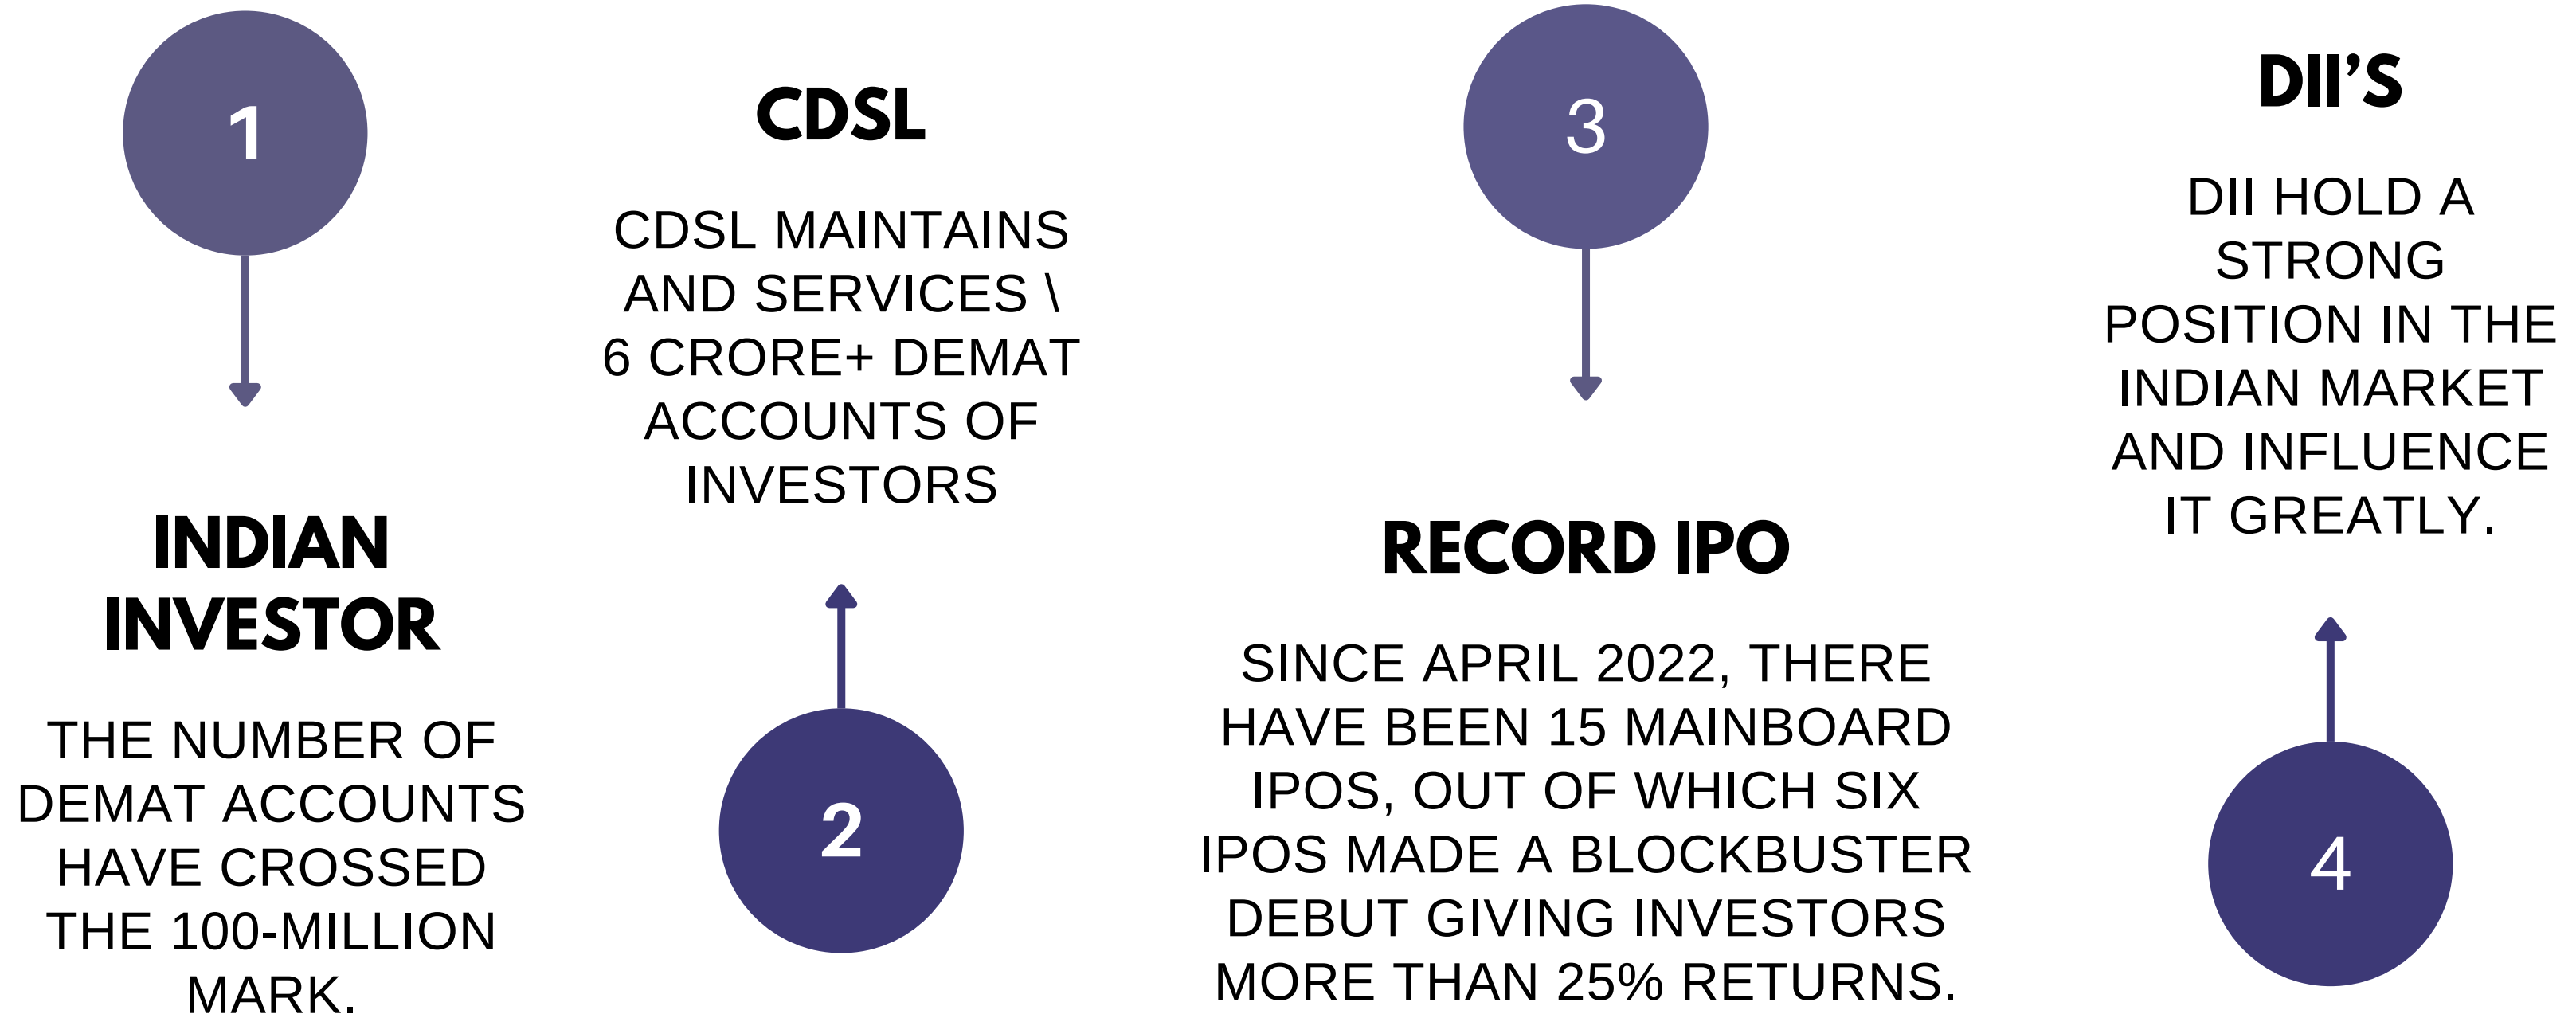 1
INDIAN
INVESTOR
THE NUMBER OF
DEMAT ACCOUNTS
HAVE CROSSED
THE 100-MILLION
MARK.
CDSL
CDSL MAINTAINS
AND SERVICES \
6 CRORE+ DEMAT
ACCOUNTS OF
INVESTORS
2
3
RECORD IPO
SINCE APRIL 2022, THERE
HAVE BEEN 15 MAINBOARD
IPOS, OUT OF WHICH SIX
IPOS MADE A BLOCKBUSTER
DEBUT GIVING INVESTORS
MORE THAN 25% RETURNS.
DII’S
DII HOLD A
STRONG
POSITION IN THE
INDIAN MARKET
AND INFLUENCE
IT GREATLY.
4